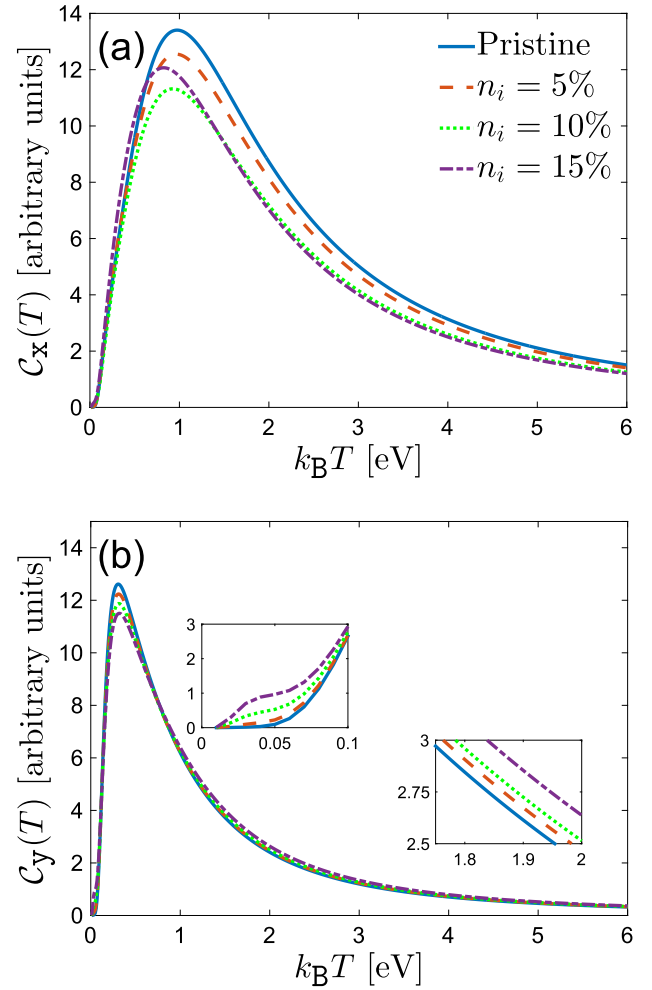 (a)
Pristine
n_i = 5%
n_i = 10%
n_i = 15%
14
12
10
8
6
4
2
0
0 1 2 3 4 5 6
𝒞_x(T) [arbitrary units]
k_B T [eV]
(b)
14
12
10
8
6
4
2
0
0 1 2 3 4 5 6
3
2
1
0
0 0.05 0.1
3
2.75
2.5
1.8 1.9 2
𝒞_y(T) [arbitrary units]
k_B T [eV]